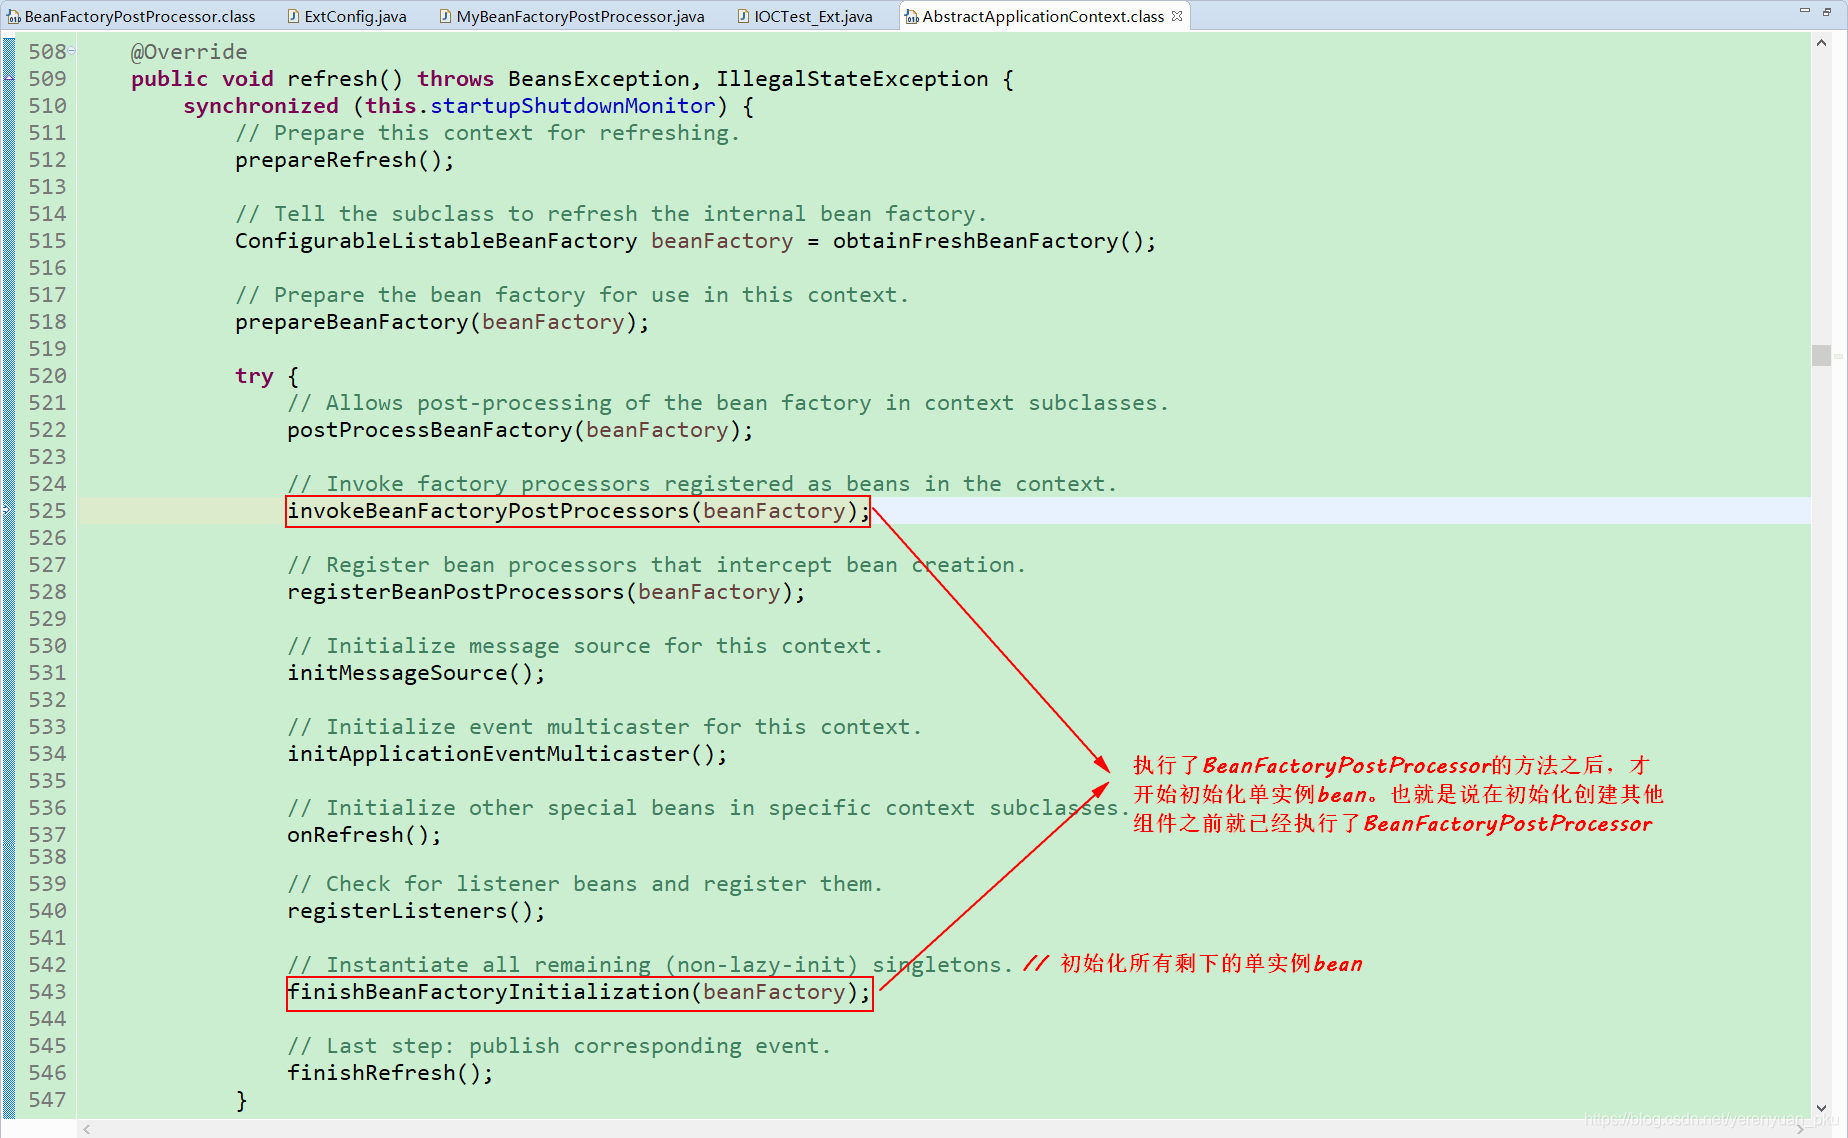 BeanFactoryPostProcessor.class ExtConfig.java MyBeanFactoryPostProcessor.java IOCTest_Ext.java AbstractApplicationContext.class
508 @Override
509 public void refresh() throws BeansException, IllegalStateException {
510 synchronized (this.startupShutdownMonitor) {
511 // Prepare this context for refreshing.
512 prepareRefresh();
513
514 // Tell the subclass to refresh the internal bean factory.
515 ConfigurableListableBeanFactory beanFactory = obtainFreshBeanFactory();
516
517 // Prepare the bean factory for use in this context.
518 prepareBeanFactory(beanFactory);
519
520 try {
521 // Allows post-processing of the bean factory in context subclasses.
522 postProcessBeanFactory(beanFactory);
523
524 // Invoke factory processors registered as beans in the context.
525 invokeBeanFactoryPostProcessors(beanFactory);
526
527 // Register bean processors that intercept bean creation.
528 registerBeanPostProcessors(beanFactory);
529
530 // Initialize message source for this context.
531 initMessageSource();
532
533 // Initialize event multicaster for this context.
534 initApplicationEventMulticaster();
535
执行了BeanFactoryPostProcessor的方法之后，才
开始初始化单实例bean。也就是说在初始化创建其他
组件之前就已经执行了BeanFactoryPostProcessor
536 // Initialize other special beans in specific context subclasses.
537 onRefresh();
538
539 // Check for listener beans and register them.
540 registerListeners();
541
542 // Instantiate all remaining (non-lazy-init) singletons. // 初始化所有剩下的单实例bean
543 finishBeanFactoryInitialization(beanFactory);
544
545 // Last step: publish corresponding event.
546 finishRefresh();
547 }
https://blog.csdn.net/yerenyuan_pku